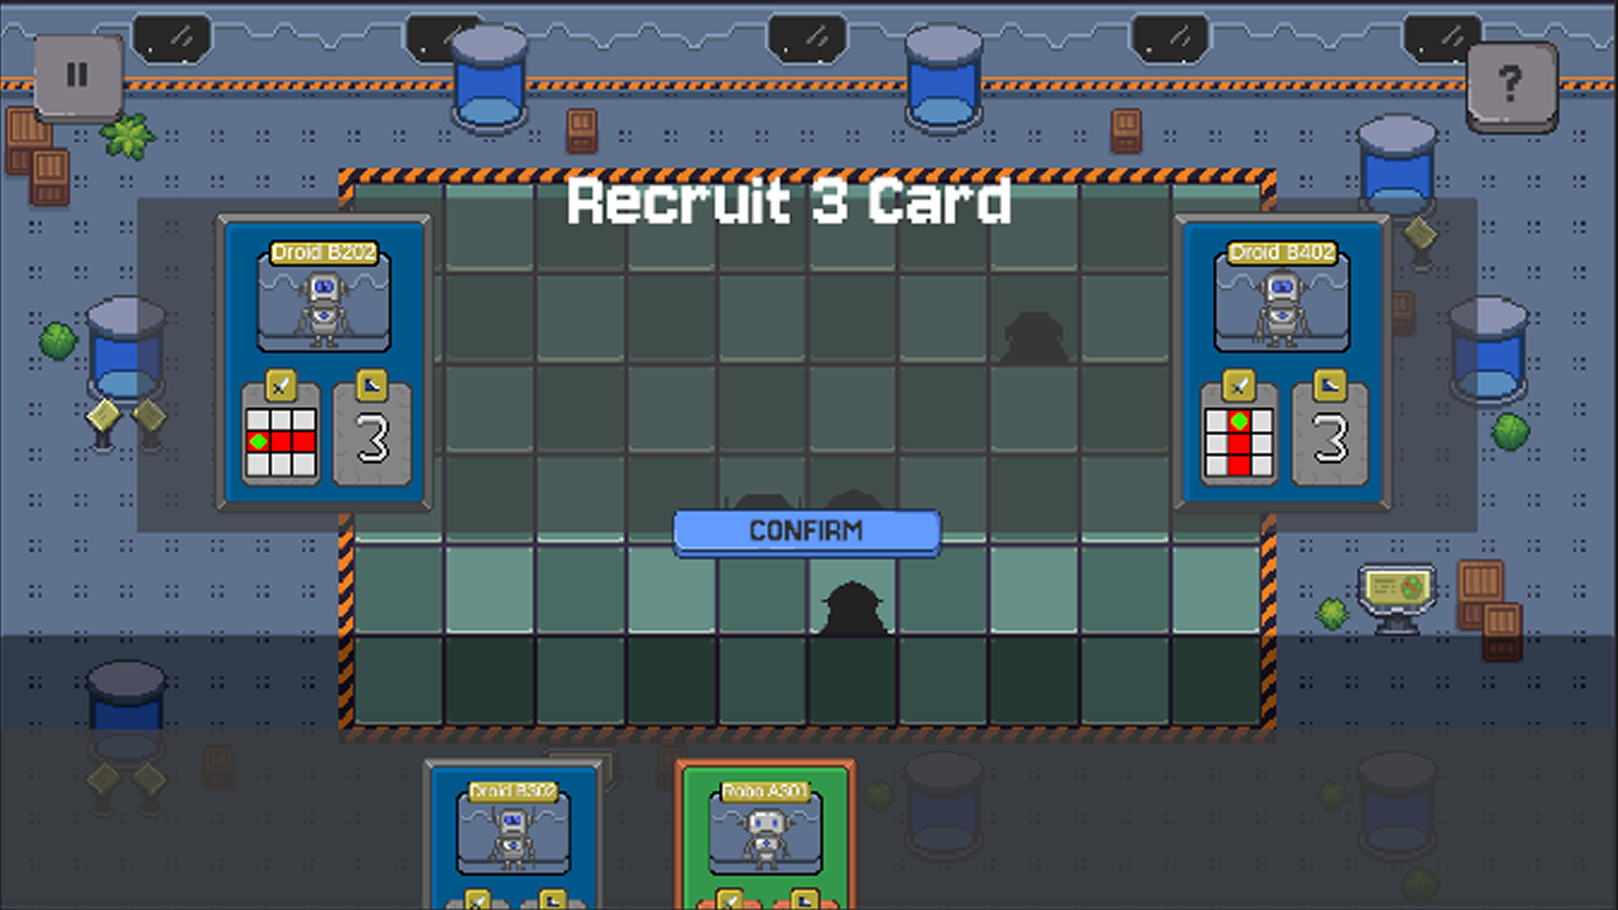 ?
Recruit 3 Card
Droid B202
Droid B402
3
3
CONFIRM
Droid B302
Robo A301